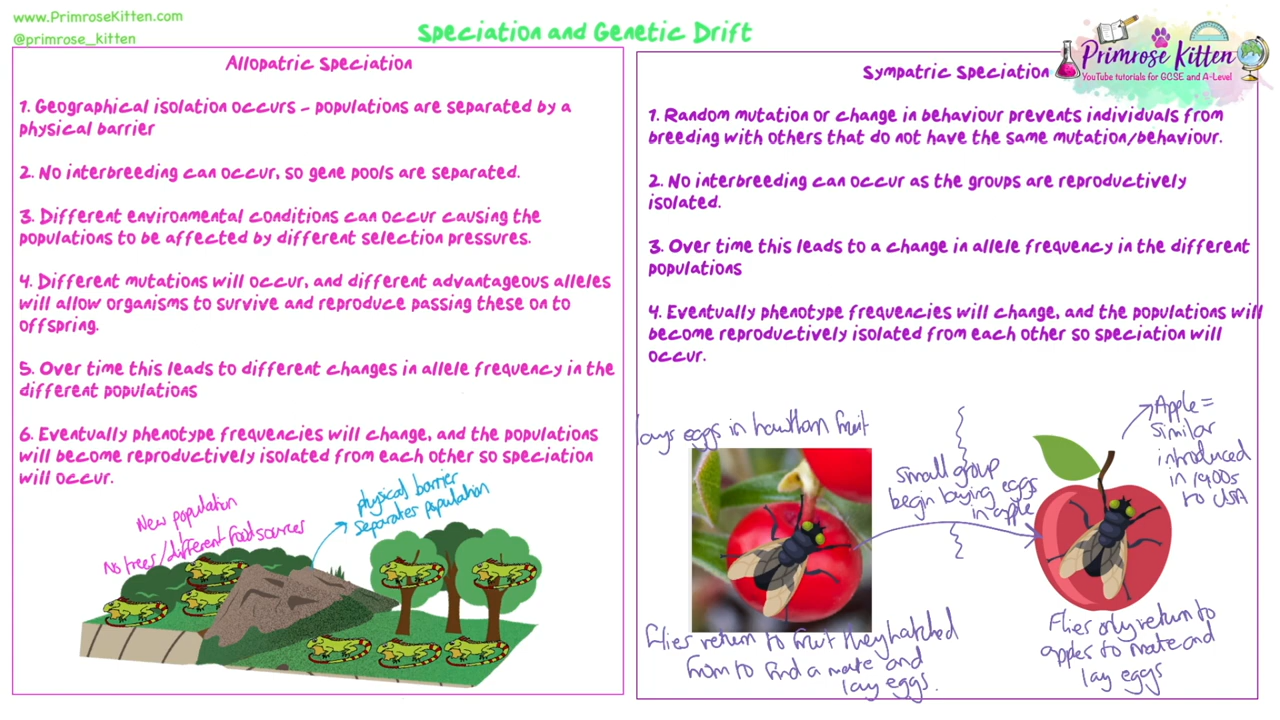 www.PrimroseKitten.com
@primrose_kitten
Speciation and Genetic Drift
Primrose Kitten
YouTube tutorials for GCSE and A-Level
Allopatric Speciation
1. Geographical isolation occurs – populations are separated by a
physical barrier
2. No interbreeding can occur, so gene pools are separated.
3. Different environmental conditions can occur causing the
populations to be affected by different selection pressures.
4. Different mutations will occur, and different advantageous alleles
will allow organisms to survive and reproduce passing these on to
offspring.
5. Over time this leads to different changes in allele frequency in the
different populations
6. Eventually phenotype frequencies will change, and the populations
will become reproductively isolated from each other so speciation
will occur.
New population
No trees/different food sources
physical barrier
separates population
Sympatric Speciation
1. Random mutation or change in behaviour prevents individuals from
breeding with others that do not have the same mutation/behaviour.
2. No interbreeding can occur as the groups are reproductively
isolated.
3. Over time this leads to a change in allele frequency in the different
populations
4. Eventually phenotype frequencies will change, and the populations will
become reproductively isolated from each other so speciation will
occur.
lays eggs in hawthorn fruit
small group
begin laying eggs
in apple
Apple =
similar
introduced
in 1900s
to USA
Flies return to fruit they hatched
from to find a mate and
lay eggs.
Flies only return to
apples to mate and
lay eggs